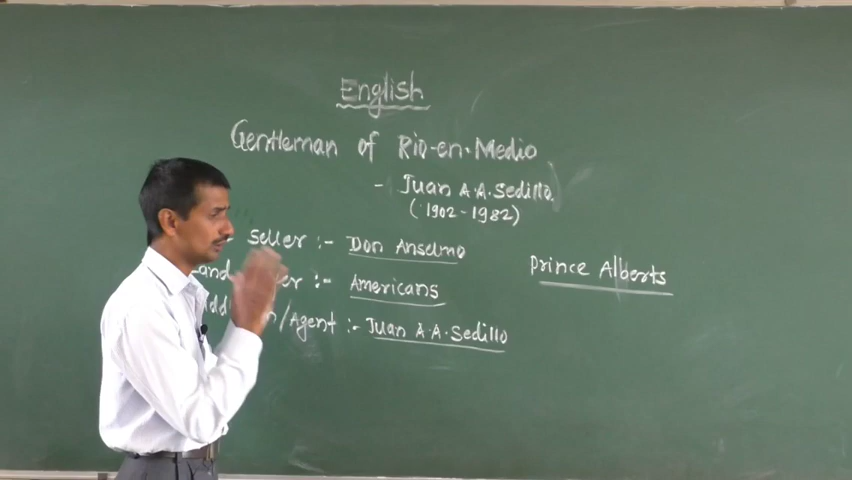 English
Gentleman of Rio-en-Medio
- Juan A.A. Sedillo
(1902-1982)
Seller :- Don Anselmo
Prince Alberts
:- Americans
/Agent :- Juan A.A. Sedillo